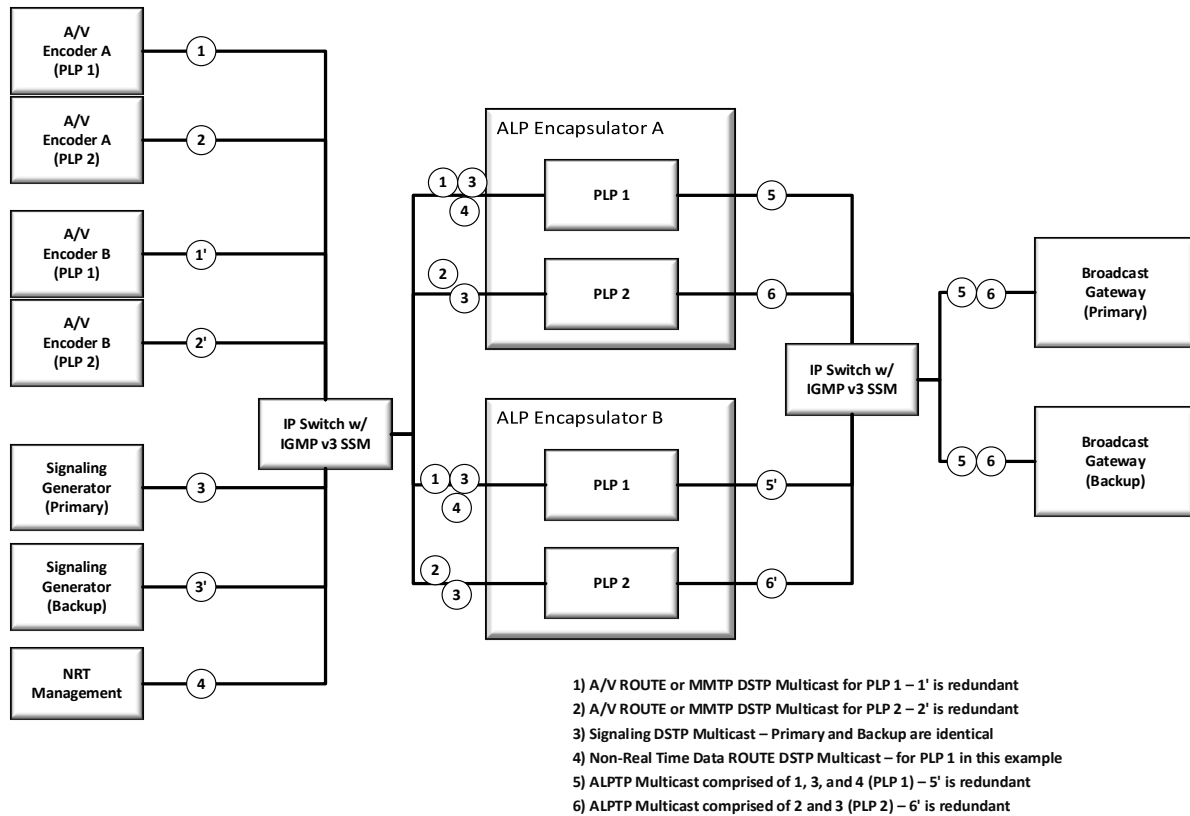 A/V
Encoder A
(PLP 1)
1
A/V
Encoder A
(PLP 2)
2
A/V
Encoder B
(PLP 1)
1'
A/V
Encoder B
(PLP 2)
2'
Signaling
Generator
(Primary)
3
Signaling
Generator
(Backup)
3'
NRT
Management
4
IP Switch w/
IGMP v3 SSM
ALP Encapsulator A
1 3
4
PLP 1
5
2
3
PLP 2
6
ALP Encapsulator B
1 3
4
PLP 1
5'
2
3
PLP 2
6'
IP Switch w/
IGMP v3 SSM
5 6
Broadcast
Gateway
(Primary)
5 6
Broadcast
Gateway
(Backup)
1) A/V ROUTE or MMTP DSTP Multicast for PLP 1 – 1' is redundant
2) A/V ROUTE or MMTP DSTP Multicast for PLP 2 – 2' is redundant
3) Signaling DSTP Multicast – Primary and Backup are identical
4) Non-Real Time Data ROUTE DSTP Multicast – for PLP 1 in this example
5) ALPTP Multicast comprised of 1, 3, and 4 (PLP 1) – 5' is redundant
6) ALPTP Multicast comprised of 2 and 3 (PLP 2) – 6' is redundant